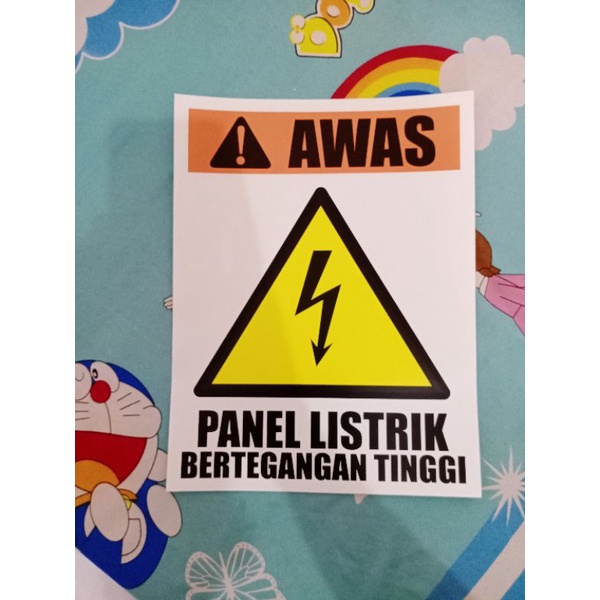 AWAS
PANEL LISTRIK
BERTEGANGAN TINGGI